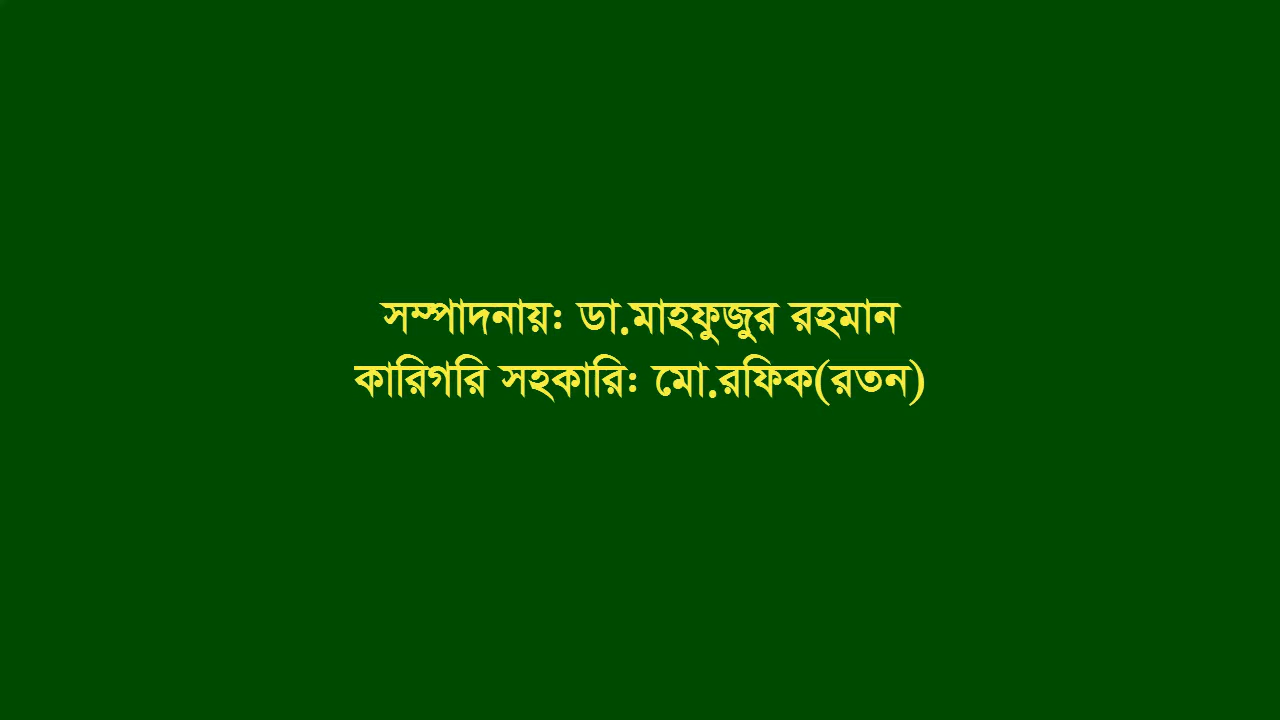 সম্পাদনায়ঃ ডা.মাহফুজুর রহমান
কারিগরি সহকারিঃ মো.রফিক(রতন)